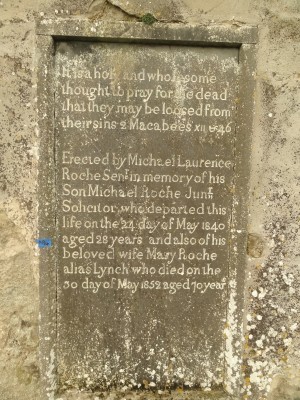 It is a holy and wholesome
thought to pray for the dead
that they may be loosed from
their sins 2 Macabees XII & 46
Erected by Michael Laurence
Roche Senr. in memory of his
Son Michael Roche Junr.
Solicitor who departed this
life on the 24 day of May 1840
aged 28 years and also of his
beloved wife Mary Roche
alias Lynch who died on the
30 day of May 1852 aged 70 year